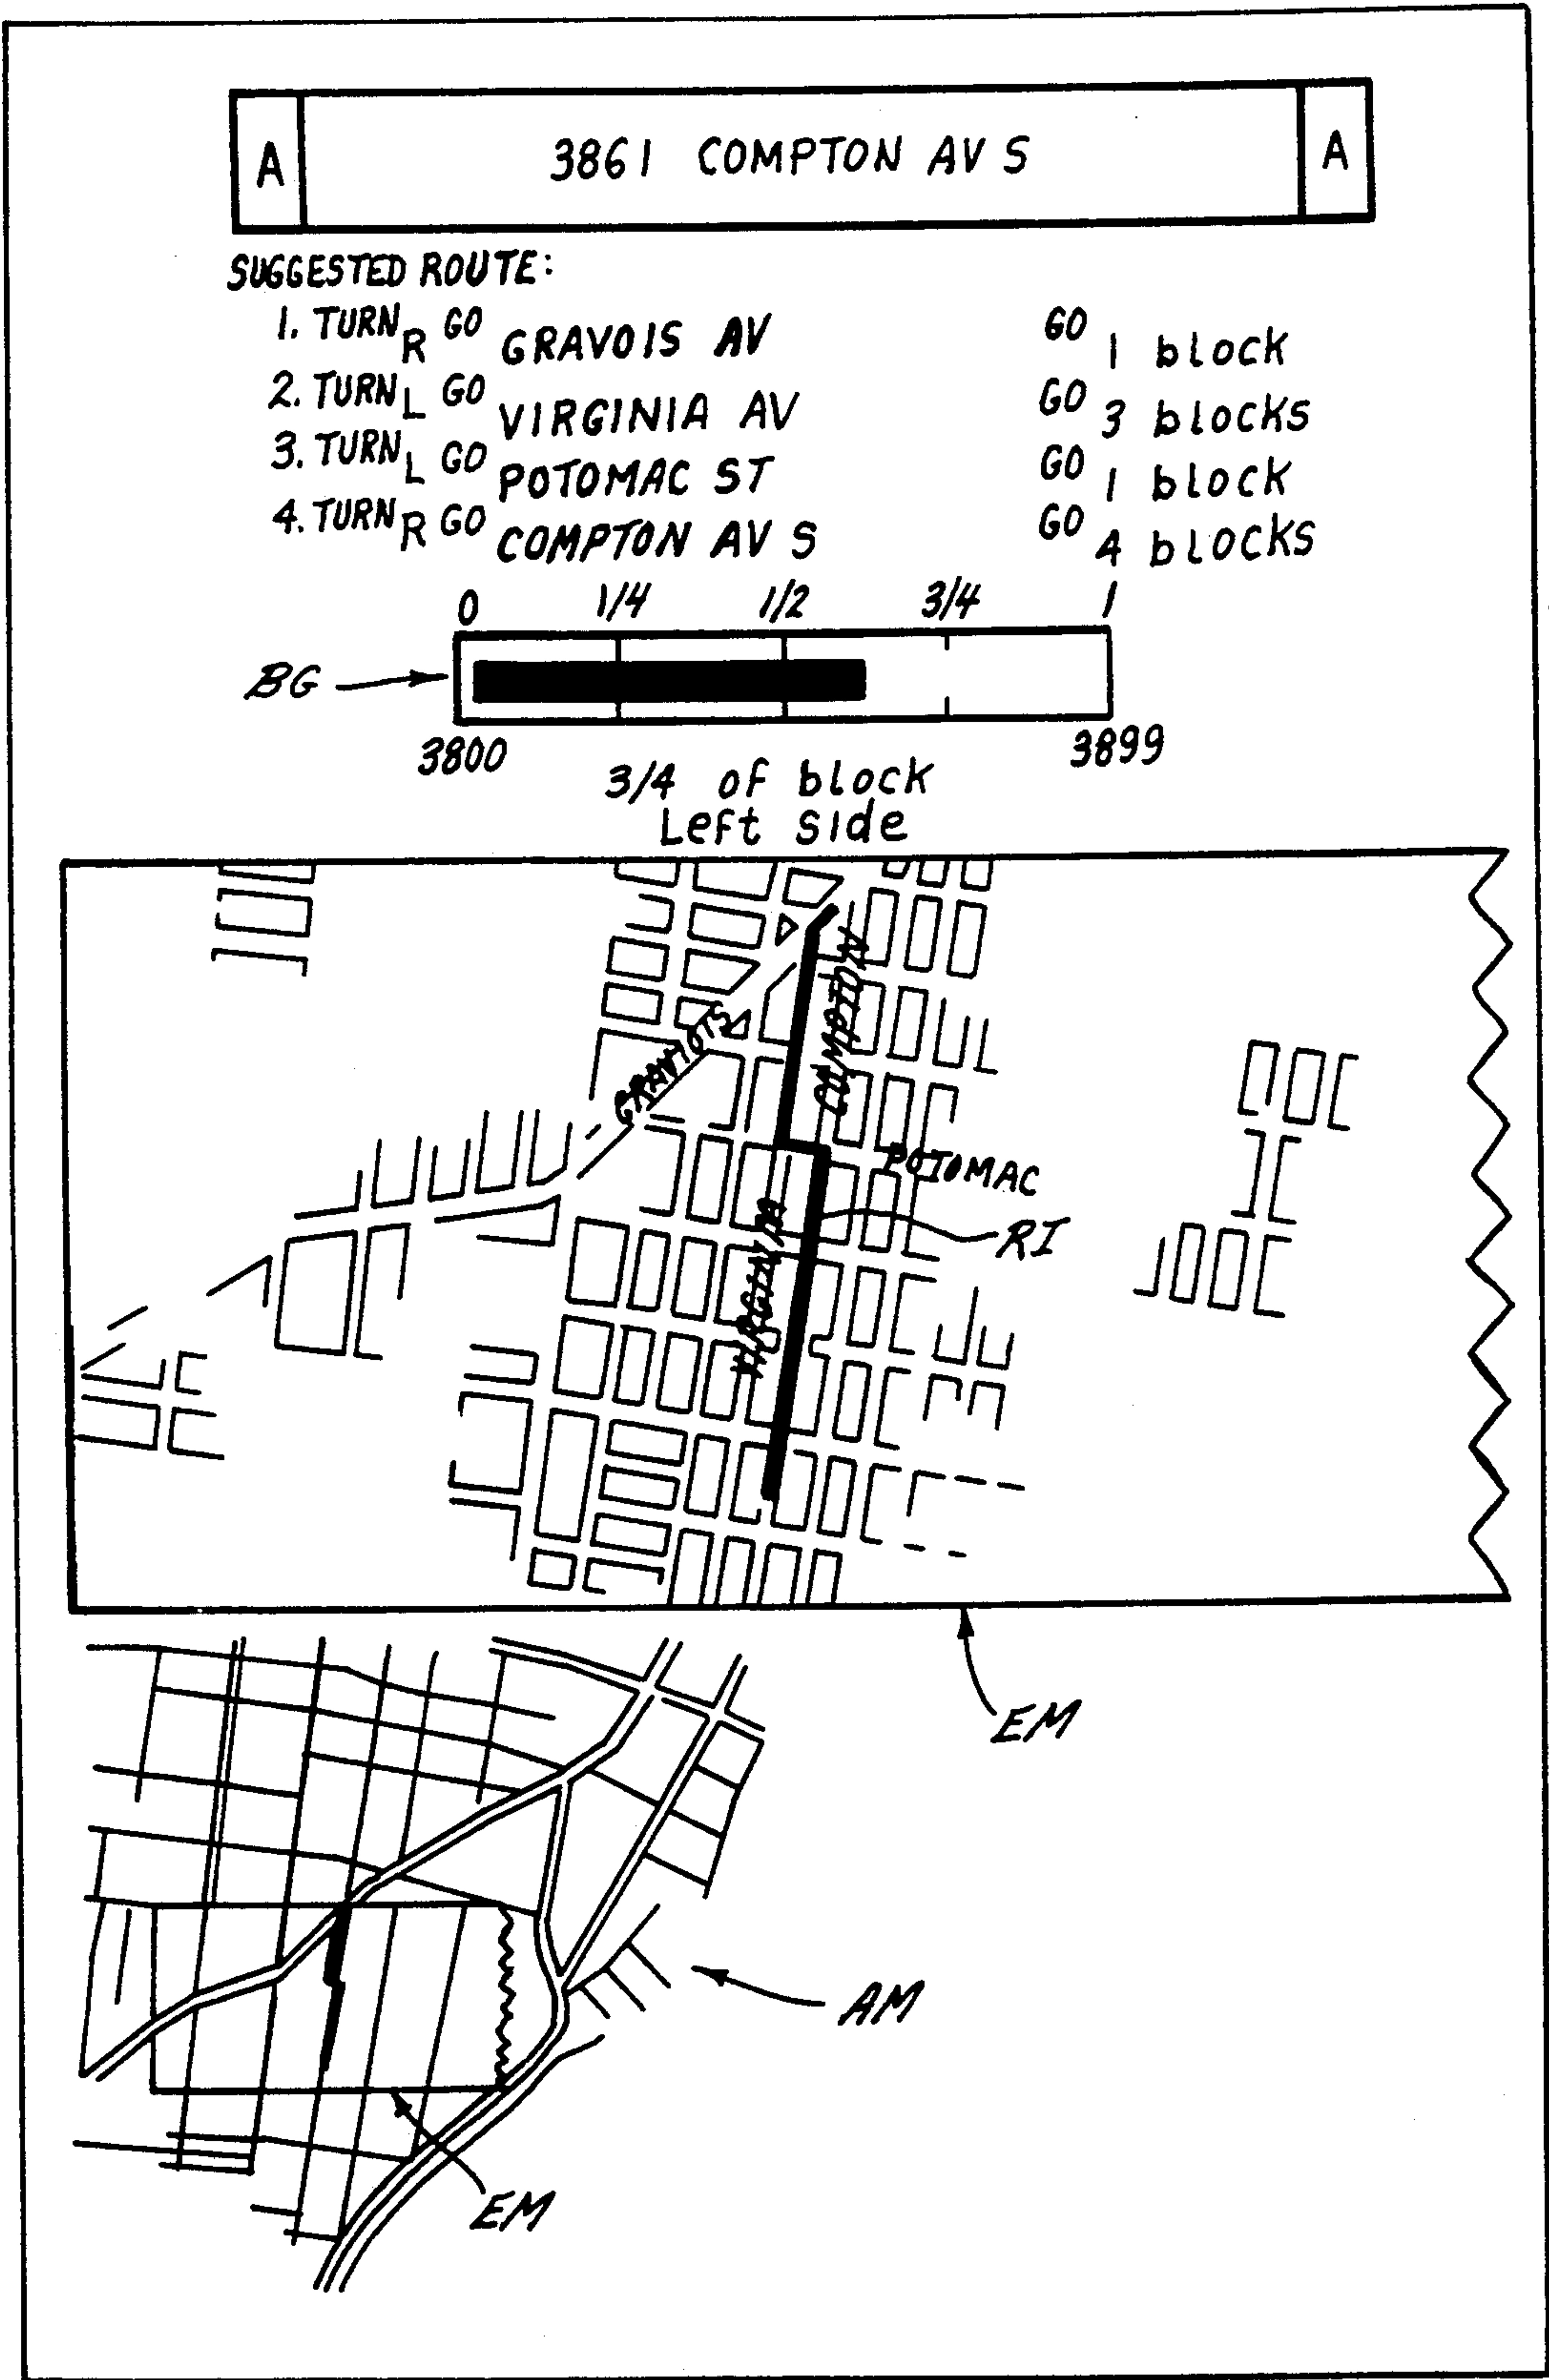 A 3861 COMPTON AV S A
SUGGESTED ROUTE:
1. TURN R GO GRAVOIS AV GO 1 block
2. TURN L GO VIRGINIA AV GO 3 blocks
3. TURN L GO POTOMAC ST GO 1 block
4. TURN R GO COMPTON AV S GO 4 blocks
0 1/4 1/2 3/4 1
BG
3800 3899
3/4 of block
Left side
COMPTON AV
GRAVOIS
POTOMAC
VIRGINIA
RI
EM
AM
EM